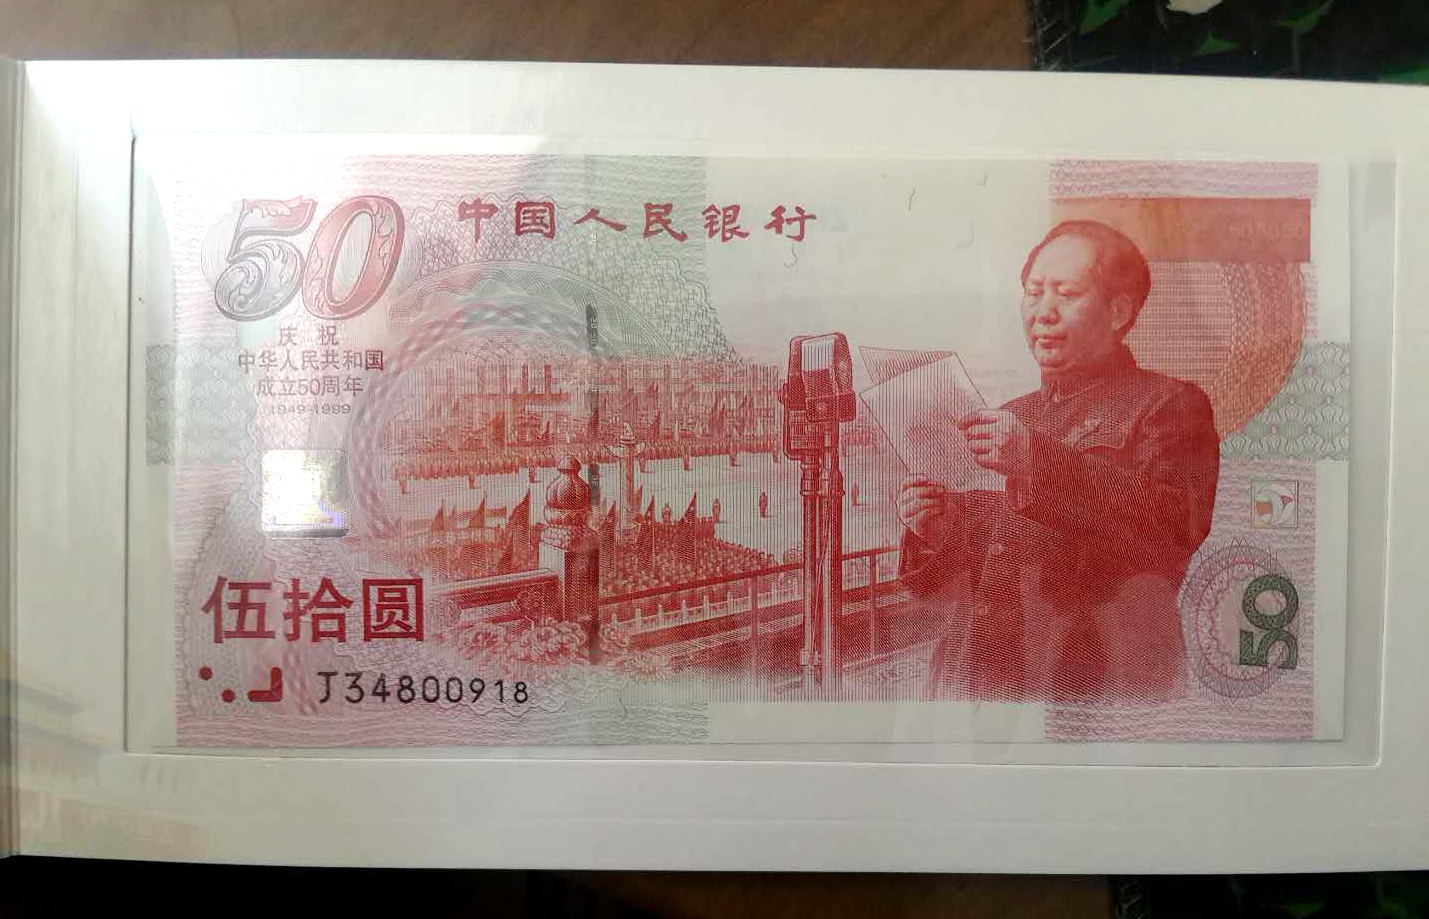 50
中国人民银行
庆祝
中华人民共和国
成立50周年
1949-1999
伍拾圆
J34800918
50